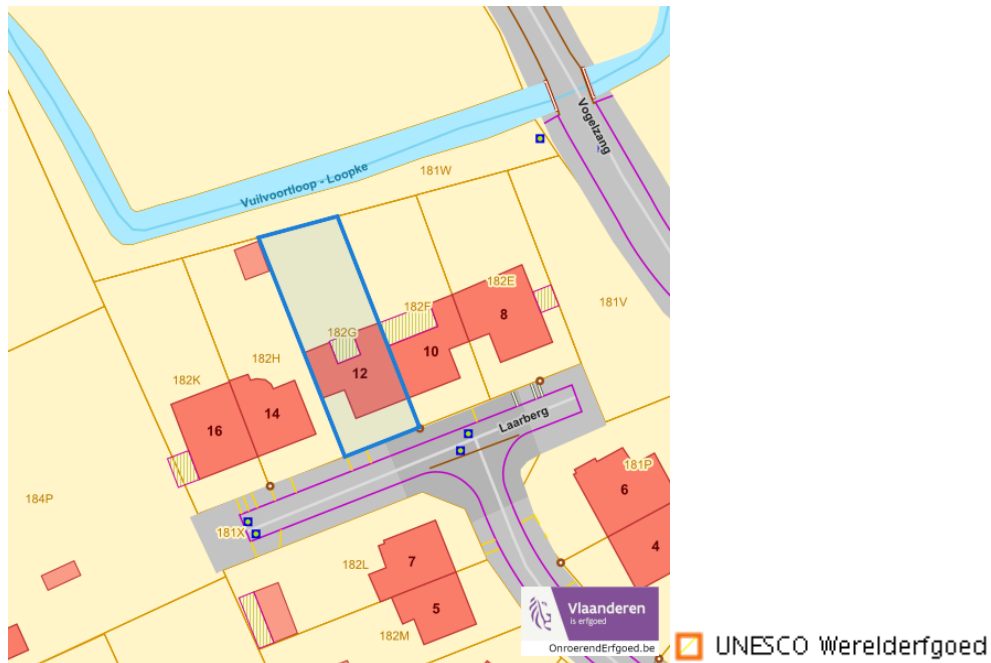 Vogelzang
181W
Vuilvoortloop - Loopke
182E
181V
182F
8
182G
10
182H
12
182K
14
16
Laarberg
184P
181P
6
4
181X
182L
7
5
182M
Vlaanderen
is erfgoed
OnroerendErfgoed.be
UNESCO Werelderfgoed